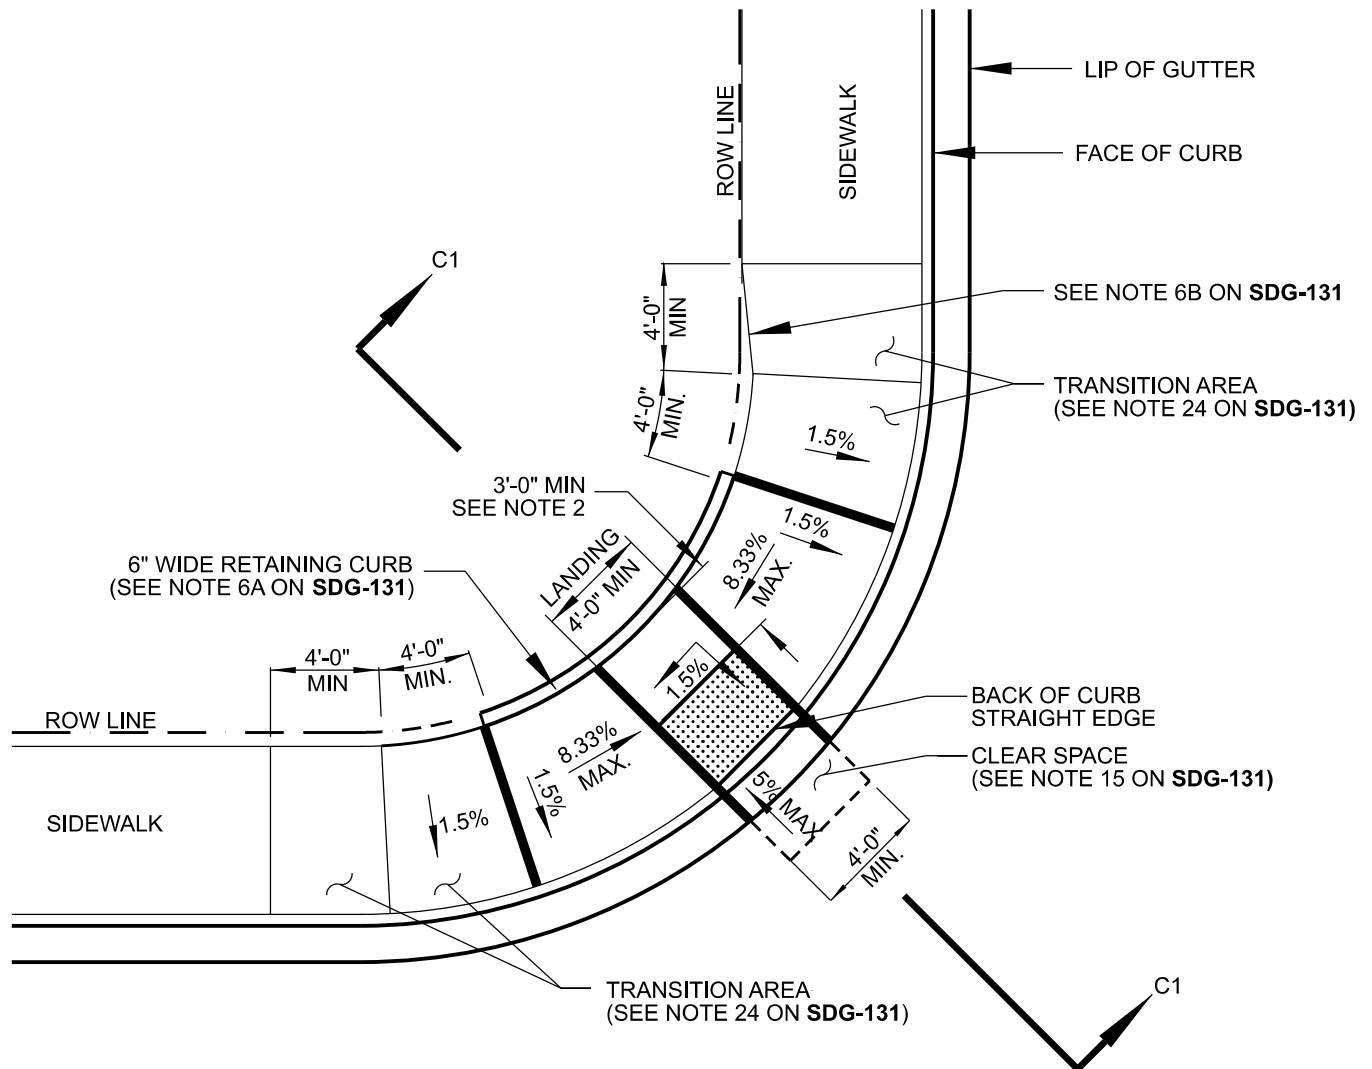 LIP OF GUTTER
ROW LINE
SIDEWALK
FACE OF CURB
C1
SEE NOTE 6B ON SDG-131
4'-0"
MIN
TRANSITION AREA
(SEE NOTE 24 ON SDG-131)
4'-0"
MIN.
1.5%
3'-0" MIN
SEE NOTE 2
1.5%
8.33%
MAX.
LANDING
4'-0" MIN
6" WIDE RETAINING CURB
(SEE NOTE 6A ON SDG-131)
4'-0"
MIN
4'-0"
MIN.
1.5%
BACK OF CURB
STRAIGHT EDGE
ROW LINE
8.33%
MAX.
CLEAR SPACE
(SEE NOTE 15 ON SDG-131)
1.5%
5% MAX
SIDEWALK
1.5%
4'-0"
MIN.
TRANSITION AREA
(SEE NOTE 24 ON SDG-131)
C1